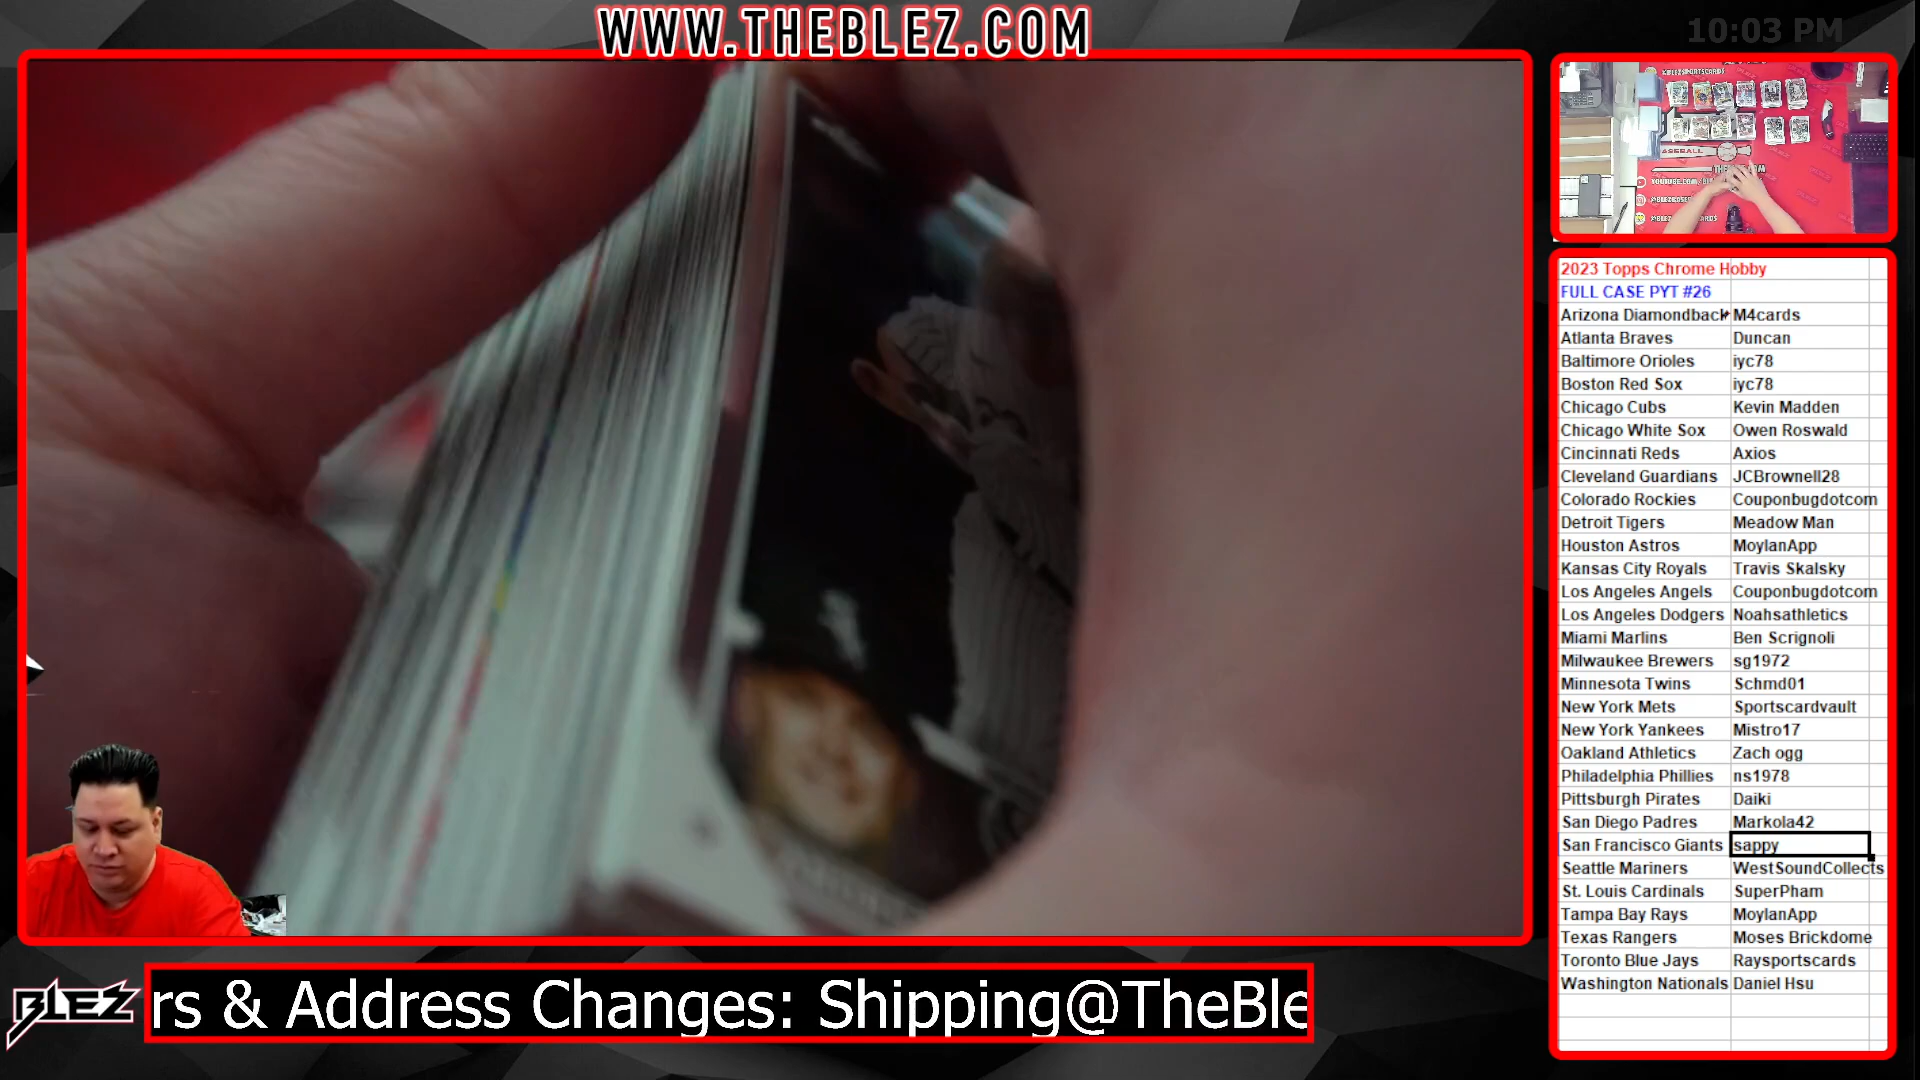 WWW.THEBLEZ.COM
10:03 PM
2023 Topps Chrome Hobby
FULL CASE PYT #26
Arizona Diamondback M4cards
Atlanta Braves Duncan
Baltimore Orioles iyc78
Boston Red Sox iyc78
Chicago Cubs Kevin Madden
Chicago White Sox Owen Roswald
Cincinnati Reds Axios
Cleveland Guardians JCBrownell28
Colorado Rockies Couponbugdotcom
Detroit Tigers Meadow Man
Houston Astros MoylanApp
Kansas City Royals Travis Skalsky
Los Angeles Angels Couponbugdotcom
Los Angeles Dodgers Noahsathletics
Miami Marlins Ben Scrignoli
Milwaukee Brewers sg1972
Minnesota Twins Schmd01
New York Mets Sportscardvault
New York Yankees Mistro17
Oakland Athletics Zach ogg
Philadelphia Phillies ns1978
Pittsburgh Pirates Daiki
San Diego Padres Markola42
San Francisco Giants sappy
Seattle Mariners WestSoundCollects
St. Louis Cardinals SuperPham
Tampa Bay Rays MoylanApp
Texas Rangers Moses Brickdome
Toronto Blue Jays Raysportscards
Washington Nationals Daniel Hsu
BLEZ
rs & Address Changes: Shipping@TheBle